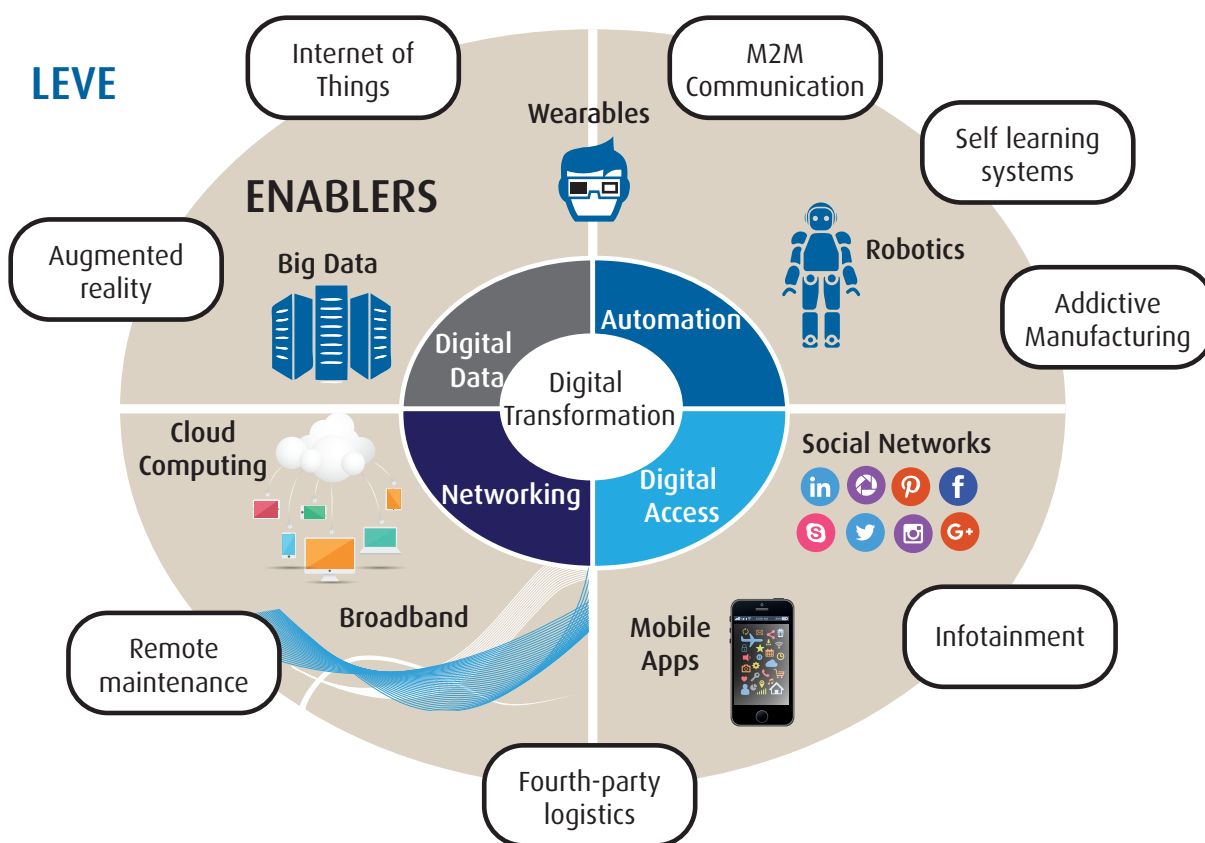 LEVE
Internet of
Things
M2M
Communication
Wearables
Self learning
systems
ENABLERS
Augmented
reality
Big Data
Robotics
Addictive
Manufacturing
Automation
Digital
Data
Digital
Transformation
Cloud
Computing
Social Networks
Networking
Digital
Access
in
f
G+
Broadband
Mobile
Apps
Infotainment
Remote
maintenance
Fourth-party
logistics